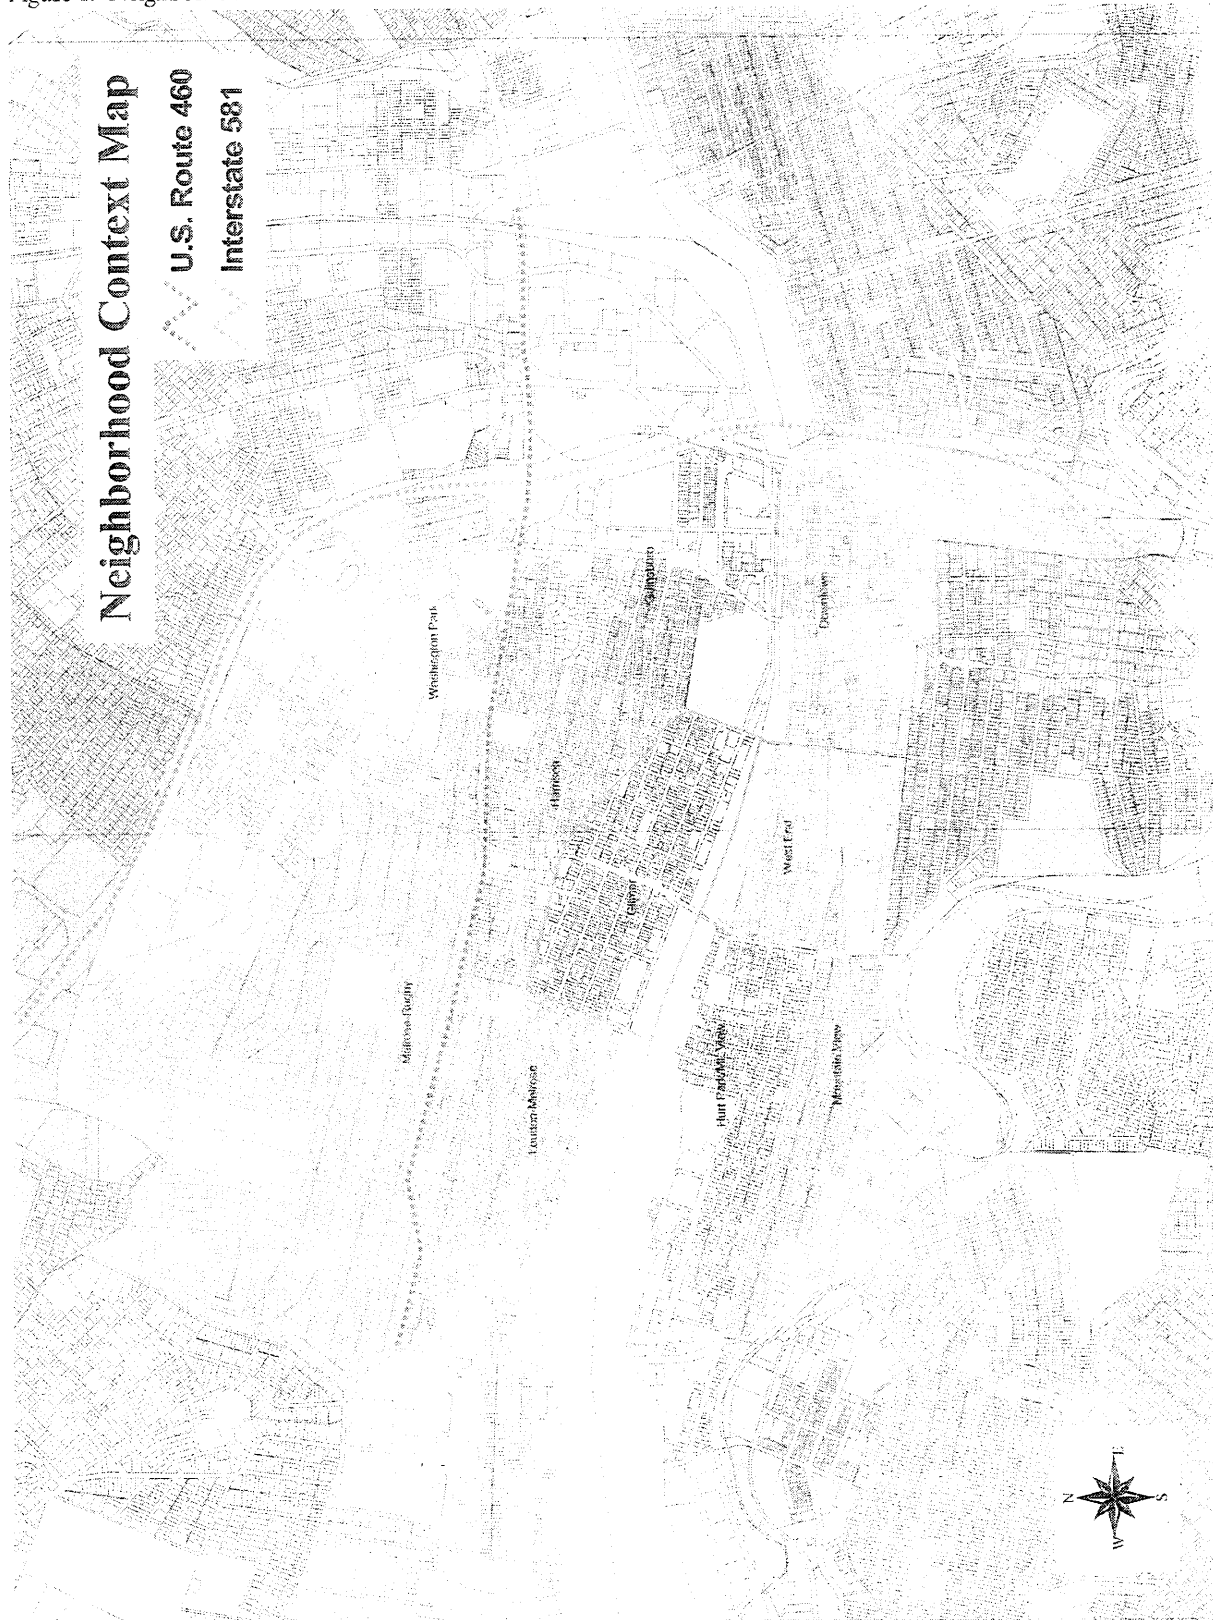 Neighborhood Context Map
U.S. Route 460
Interstate 581
Washington Park
Gainsboro
Downtown
Harrison
Gilmer
West End
Melrose-Rugby
Loudon-Melrose
Hurt Park/Mt. View
Mountain View
N
W
E
S